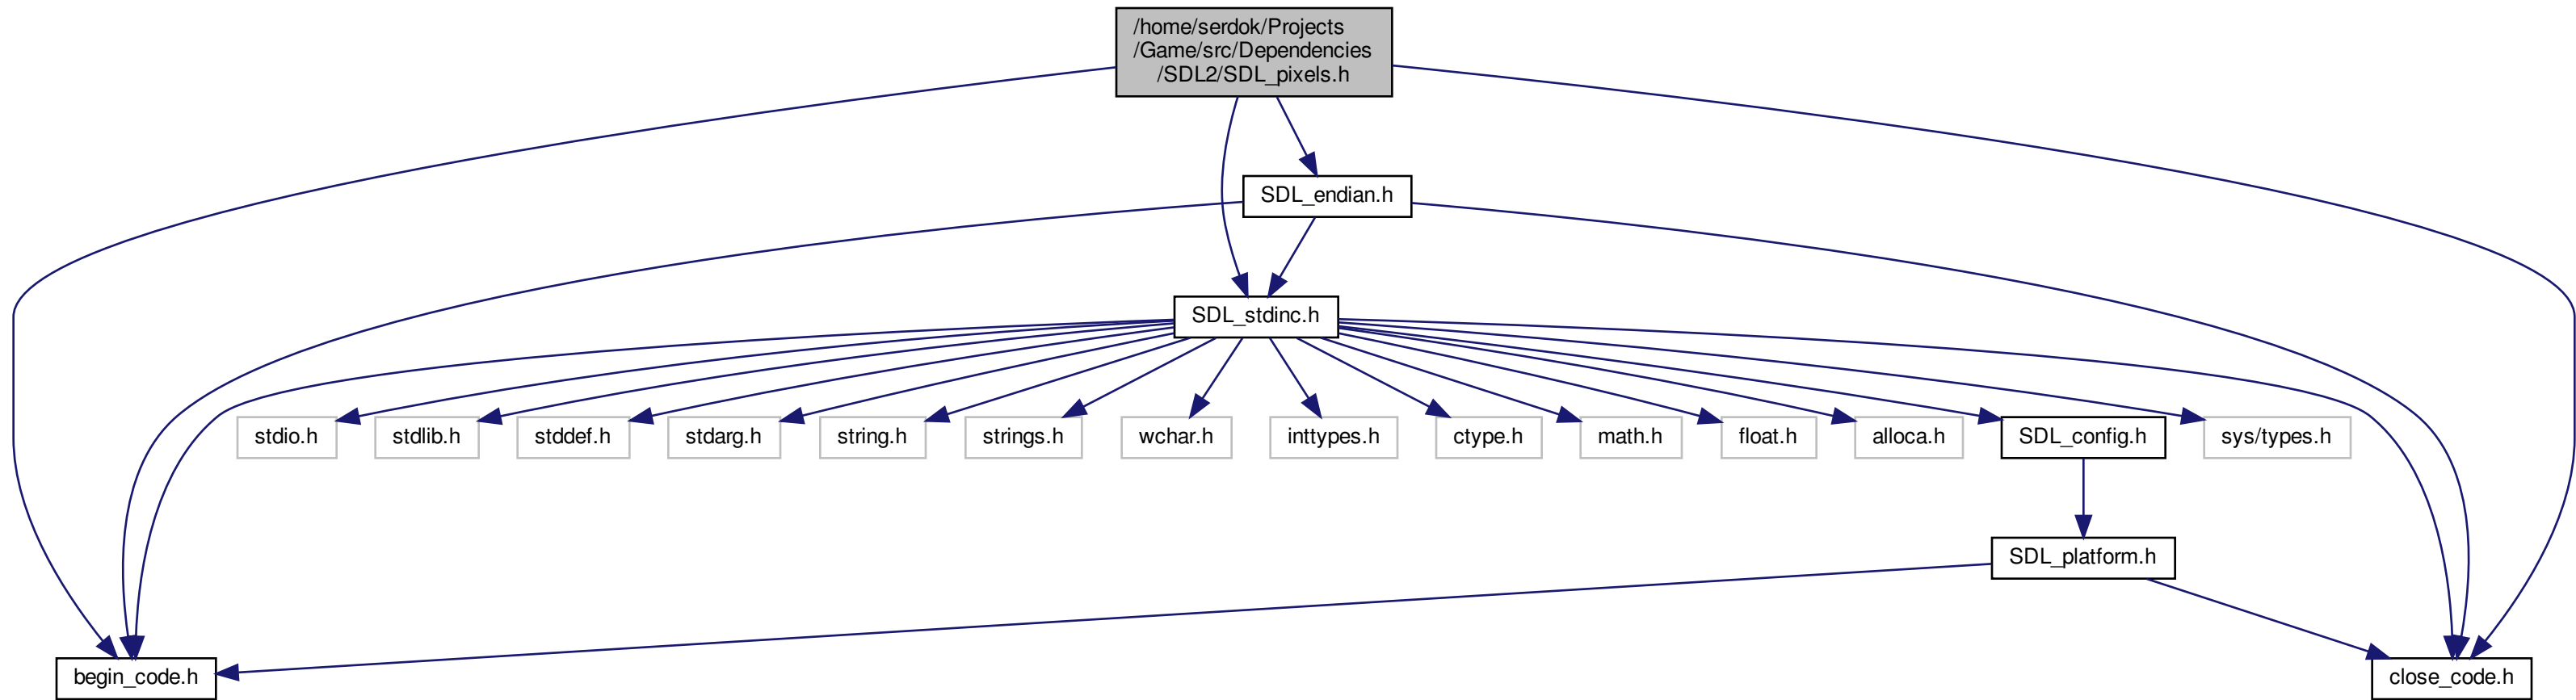 /home/serdok/Projects
/Game/src/Dependencies
/SDL2/SDL_pixels.h
SDL_endian.h
SDL_stdinc.h
stdio.h
stdlib.h
stddef.h
stdarg.h
string.h
strings.h
wchar.h
inttypes.h
ctype.h
math.h
float.h
alloca.h
SDL_config.h
sys/types.h
SDL_platform.h
begin_code.h
close_code.h